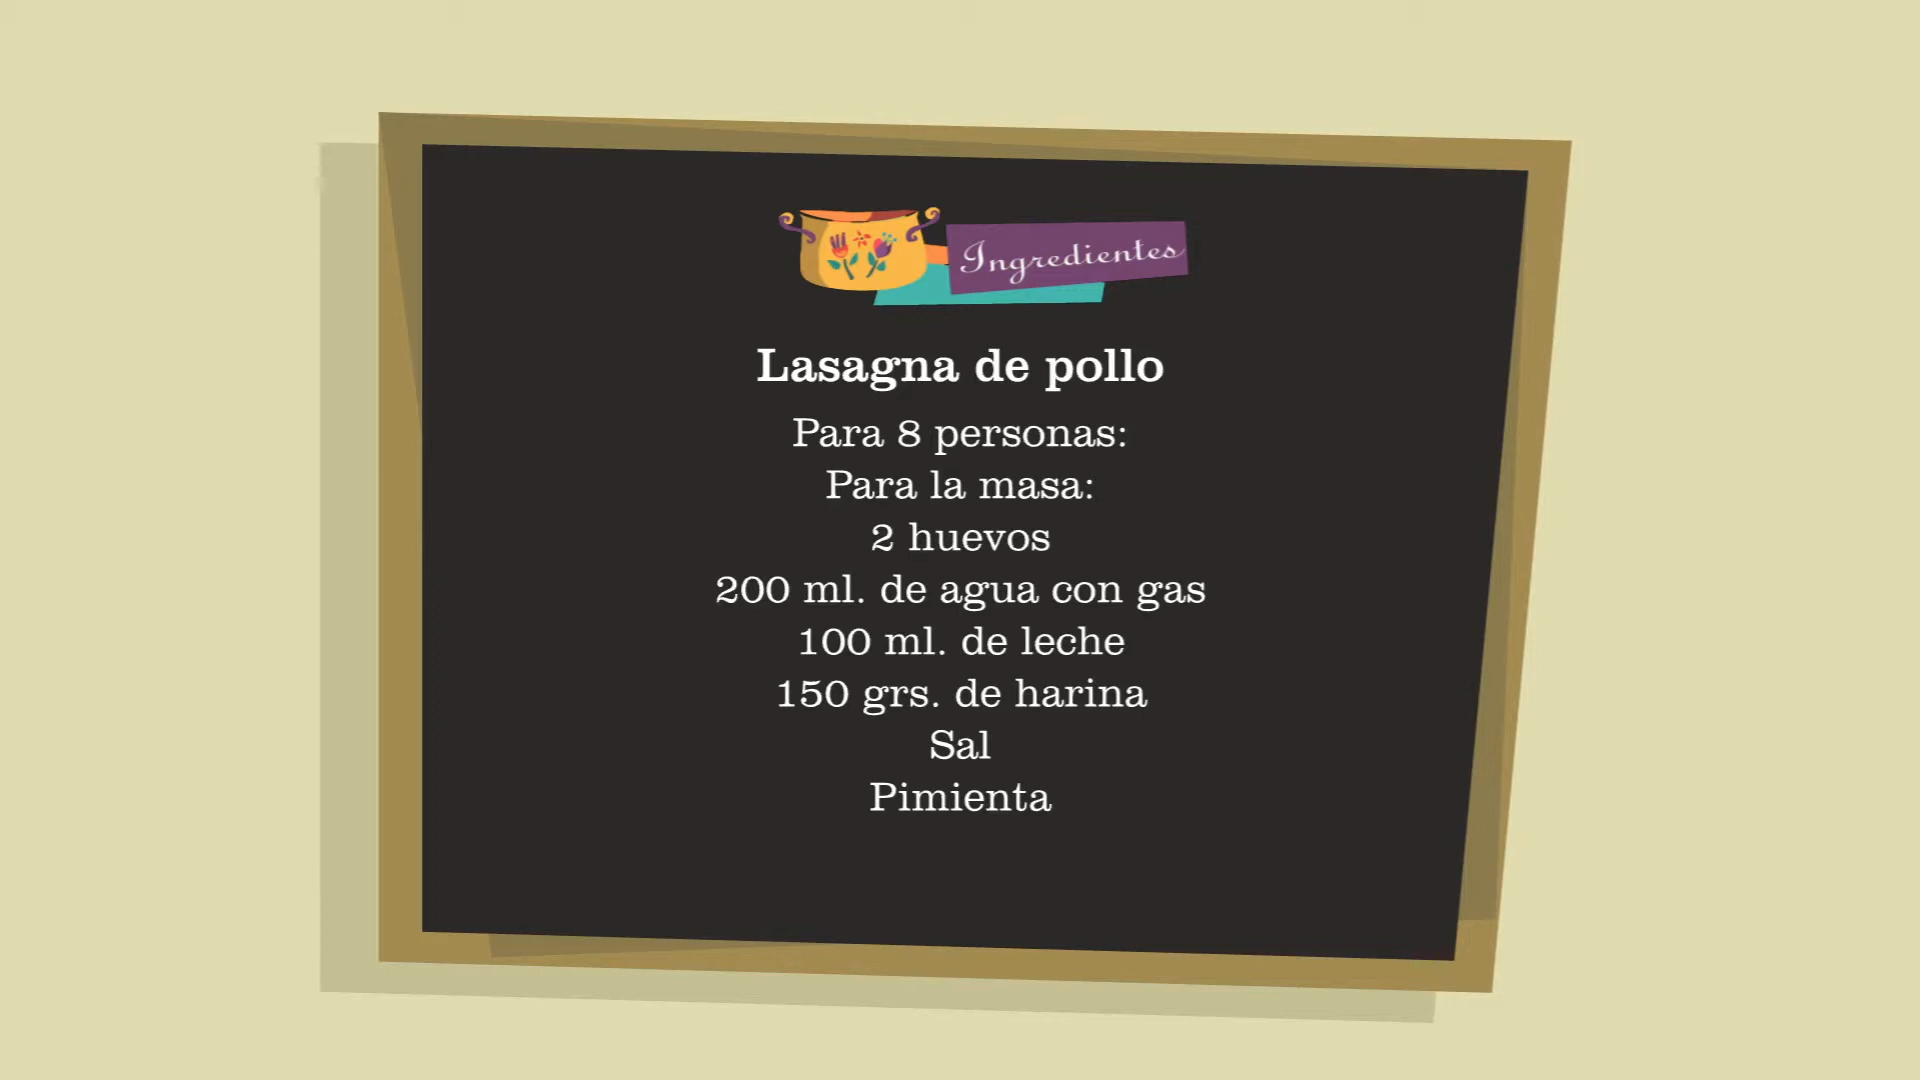 Ingredientes
Lasagna de pollo
Para 8 personas:
Para la masa:
2 huevos
200 ml. de agua con gas
100 ml. de leche
150 grs. de harina
Sal
Pimienta